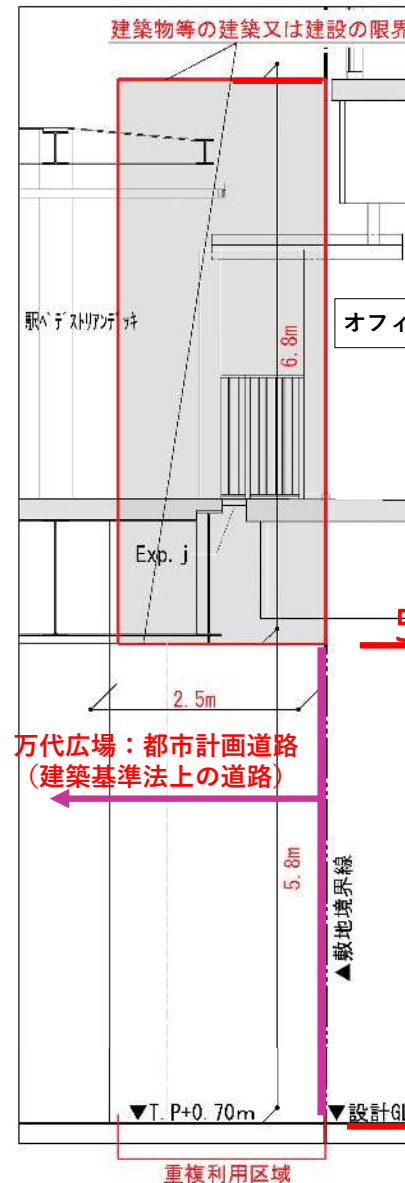 建築物等の建築又は建設の限界
駅ペデストリアンデッキ
6.8m
オフィ
Exp.j
2.5m
万代広場：都市計画道路
（建築基準法上の道路）
5.8m
▲敷地境界線
▼T.P+0.70m
▼設計GL
重複利用区域